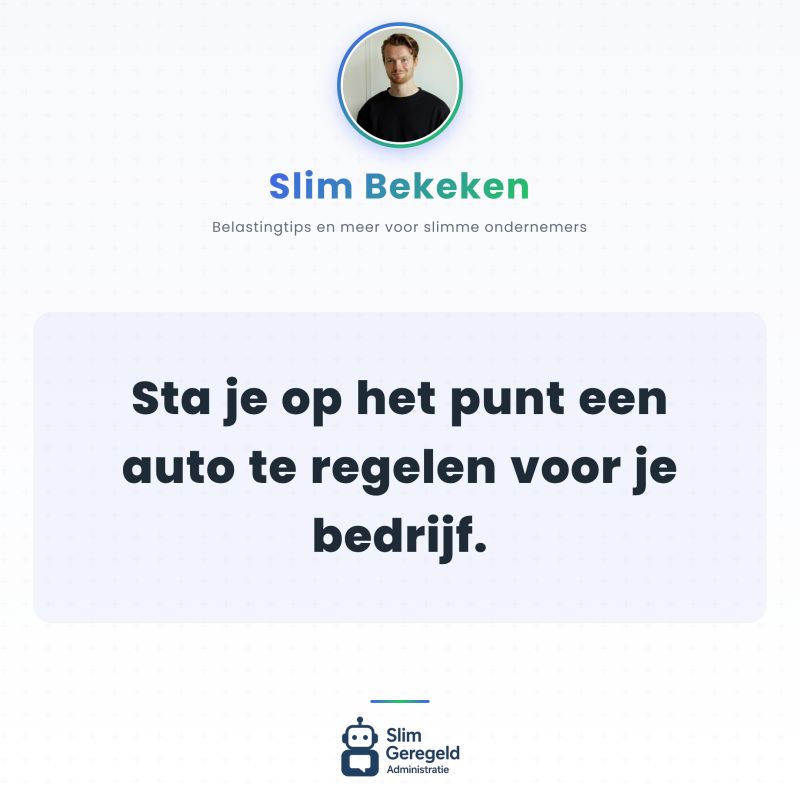 Slim Bekeken
Belastingtips en meer voor slimme ondernemers
Sta je op het punt een
auto te regelen voor je
bedrijf.
Slim
Geregeld
Administratie